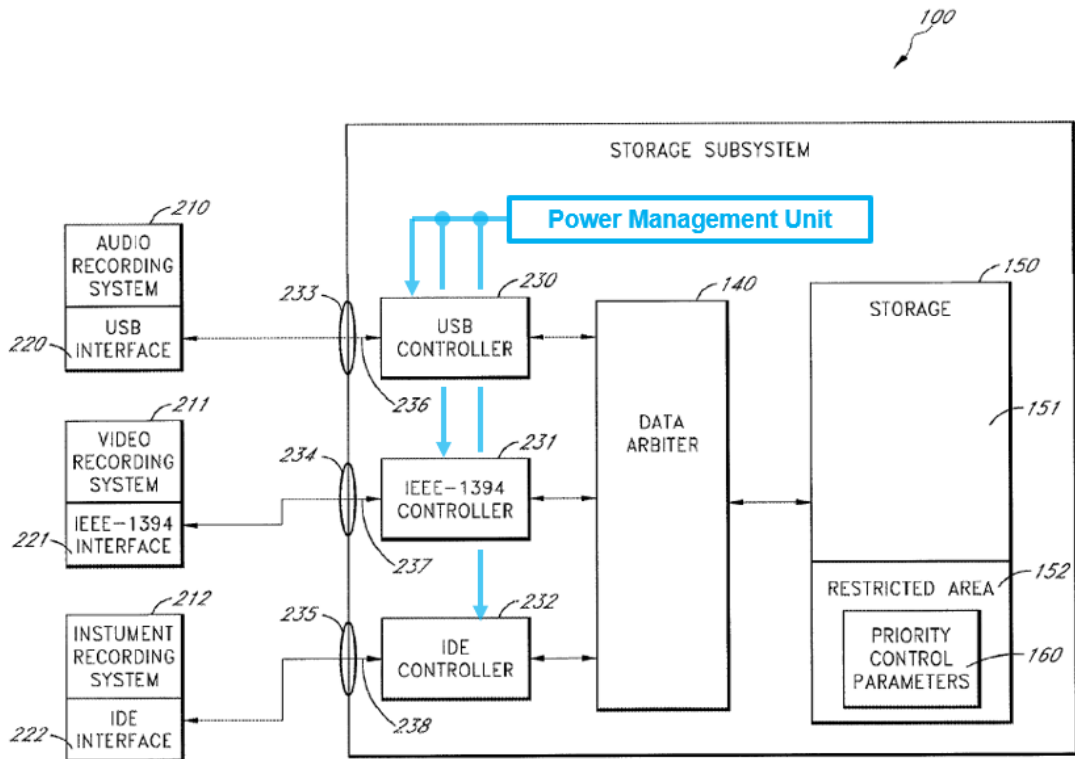 100
STORAGE SUBSYSTEM
Power Management Unit
210
AUDIO
RECORDING
SYSTEM
USB
INTERFACE
220
233
230
USB
CONTROLLER
236
140
DATA
ARBITER
150
STORAGE
151
211
VIDEO
RECORDING
SYSTEM
IEEE-1394
INTERFACE
221
234
231
IEEE-1394
CONTROLLER
237
RESTRICTED AREA
152
PRIORITY
CONTROL
PARAMETERS
160
212
INSTUMENT
RECORDING
SYSTEM
IDE
INTERFACE
222
235
232
IDE
CONTROLLER
238